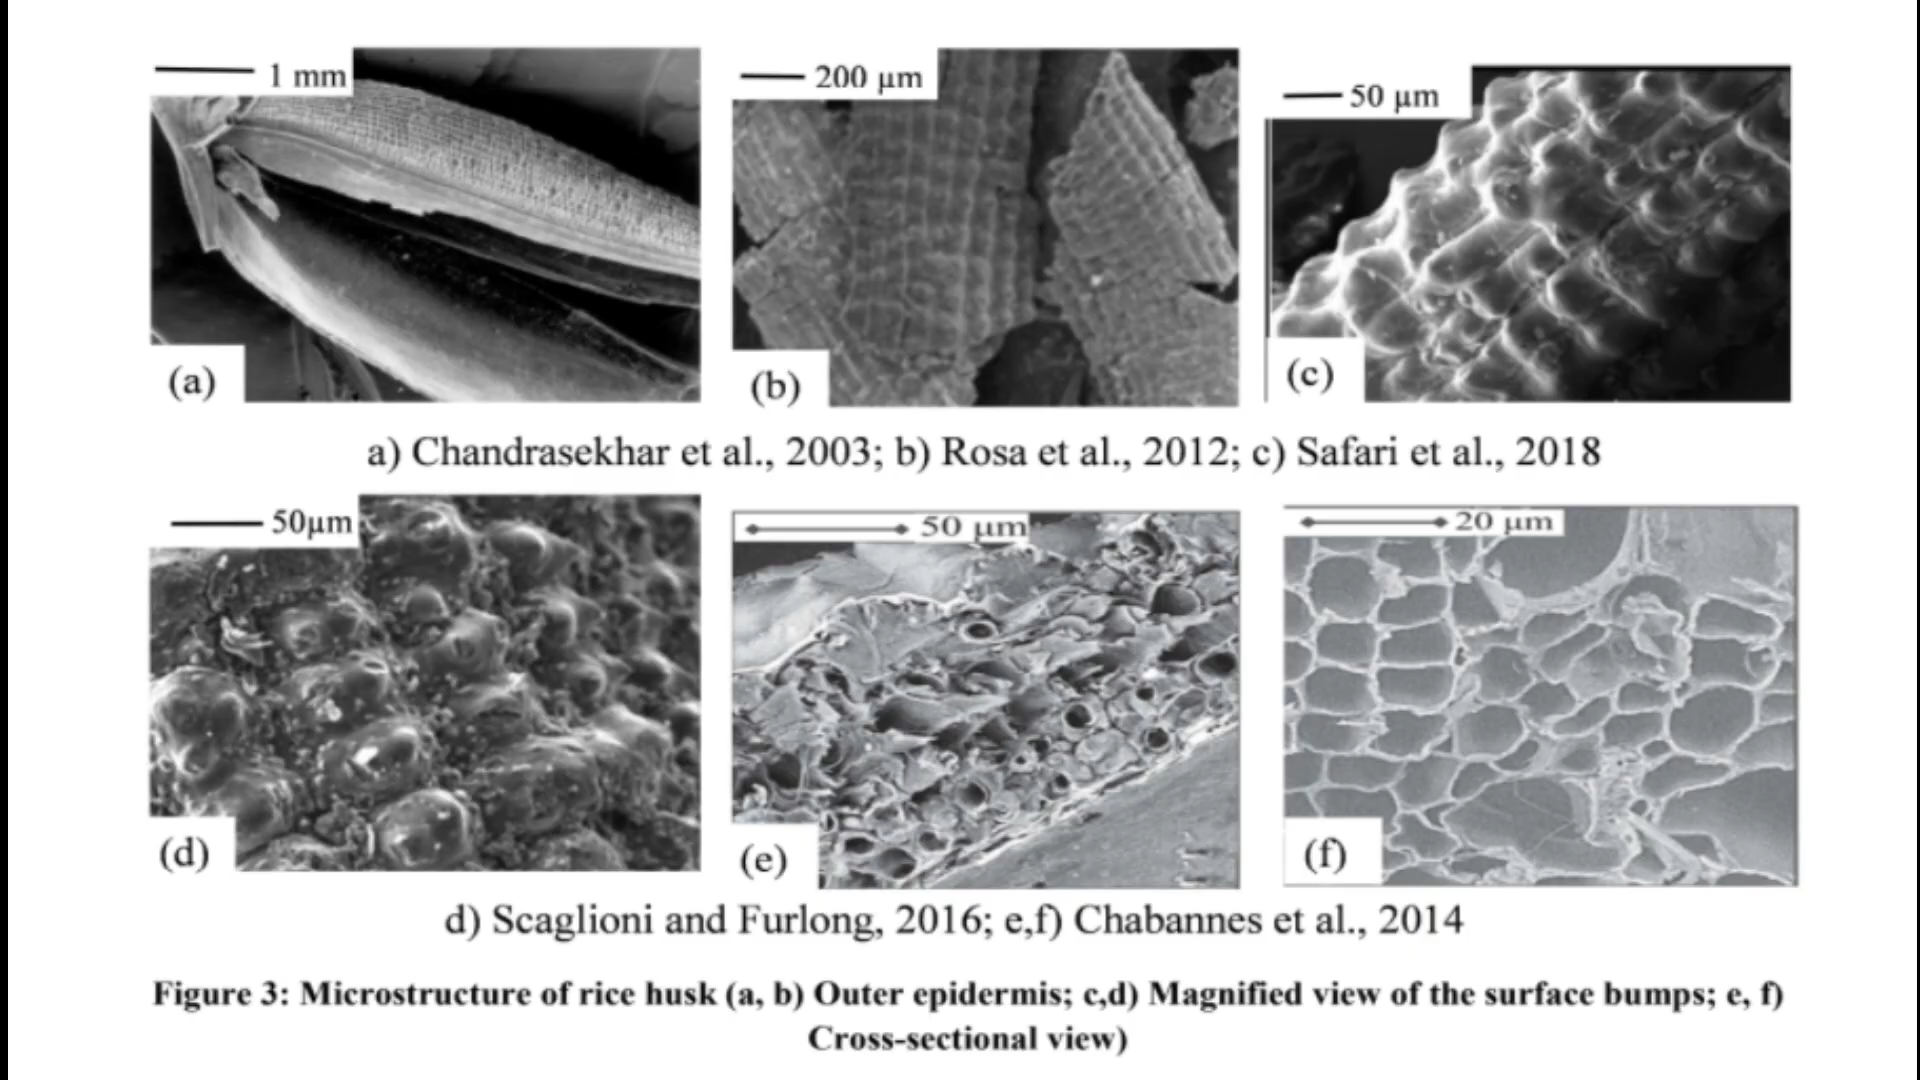 1 mm
200 μm
50 μm
(a)
(b)
(c)
a) Chandrasekhar et al., 2003; b) Rosa et al., 2012; c) Safari et al., 2018
50μm
50 μm
20 μm
(d)
(e)
(f)
d) Scaglioni and Furlong, 2016; e,f) Chabannes et al., 2014
Figure 3: Microstructure of rice husk (a, b) Outer epidermis; c,d) Magnified view of the surface bumps; e, f)
Cross-sectional view)